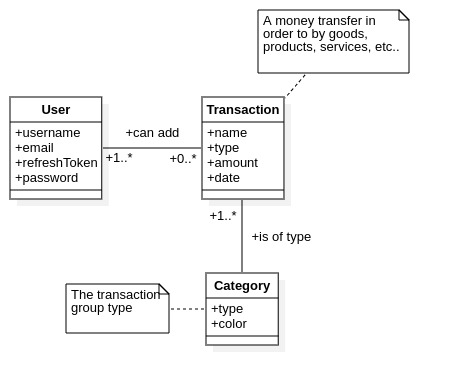 A money transfer in
order to by goods,
products, services, etc..
User
+username
+email
+refreshToken
+password
+can add
+1..*
+0..*
Transaction
+name
+type
+amount
+date
+1..*
+is of type
The transaction
group type
Category
+type
+color